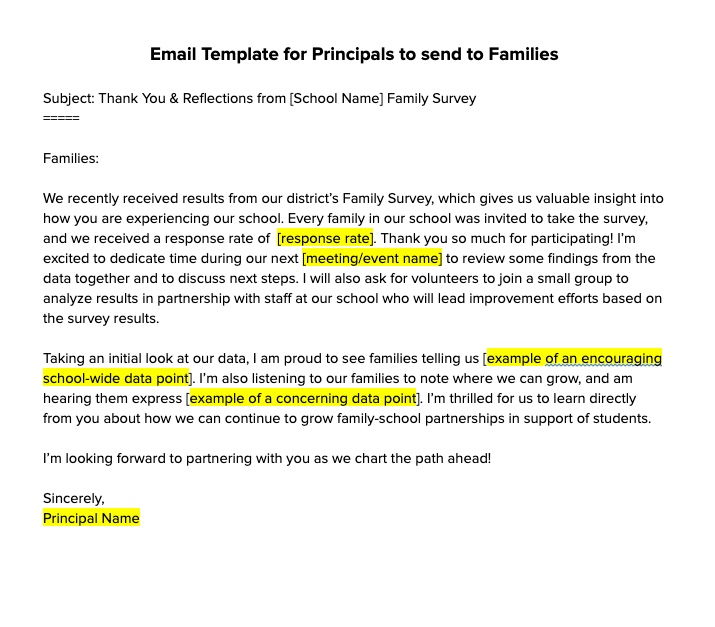 Email Template for Principals to send to Families
Subject: Thank You & Reflections from [School Name] Family Survey
=====
Families:
We recently received results from our district’s Family Survey, which gives us valuable insight into
how you are experiencing our school. Every family in our school was invited to take the survey,
and we received a response rate of  [response rate]. Thank you so much for participating! I’m
excited to dedicate time during our next [meeting/event name] to review some findings from the
data together and to discuss next steps. I will also ask for volunteers to join a small group to
analyze results in partnership with staff at our school who will lead improvement efforts based on
the survey results.
Taking an initial look at our data, I am proud to see families telling us [example of an encouraging
school-wide data point]. I’m also listening to our families to note where we can grow, and am
hearing them express [example of a concerning data point]. I’m thrilled for us to learn directly
from you about how we can continue to grow family-school partnerships in support of students.
I’m looking forward to partnering with you as we chart the path ahead!
Sincerely,
Principal Name